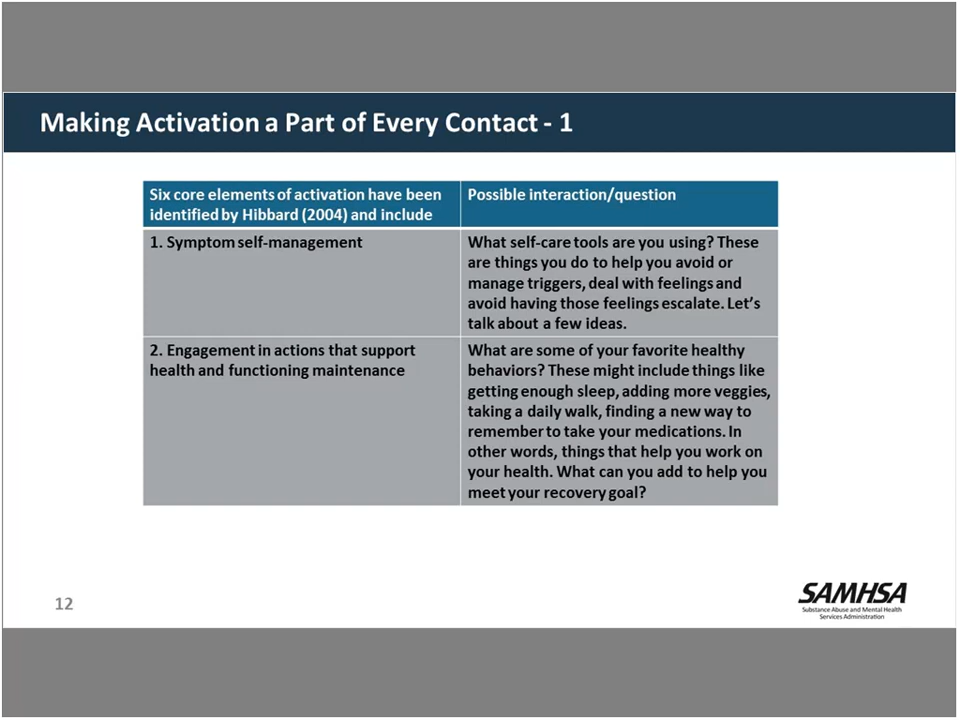 Making Activation a Part of Every Contact - 1
Six core elements of activation have been
identified by Hibbard (2004) and include
Possible interaction/question
1. Symptom self-management
What self-care tools are you using? These
are things you do to help you avoid or
manage triggers, deal with feelings and
avoid having those feelings escalate. Let's
talk about a few ideas.
2. Engagement in actions that support
health and functioning maintenance
What are some of your favorite healthy
behaviors? These might include things like
getting enough sleep, adding more veggies,
taking a daily walk, finding a new way to
remember to take your medications. In
other words, things that help you work on
your health. What can you add to help you
meet your recovery goal?
12
SAMHSA
Substance Abuse and Mental Health
Services Administration